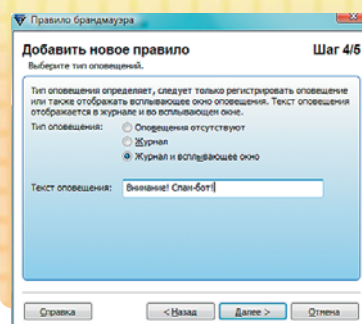 Правило брандмауэра
Добавить новое правило Шаг 4/5
Выберите тип оповещений.
Тип оповещения определяет, следует только регистрировать оповещение
или также отображать всплывающее окно оповещения. Текст оповещения
отображается в журнале и во всплывающем окне.
Тип оповещения: Оповещения отсутствуют
Журнал
Журнал и всплывающее окно
Текст оповещения: Внимание! Спам-бот!
Справка < Назад Далее > Отмена